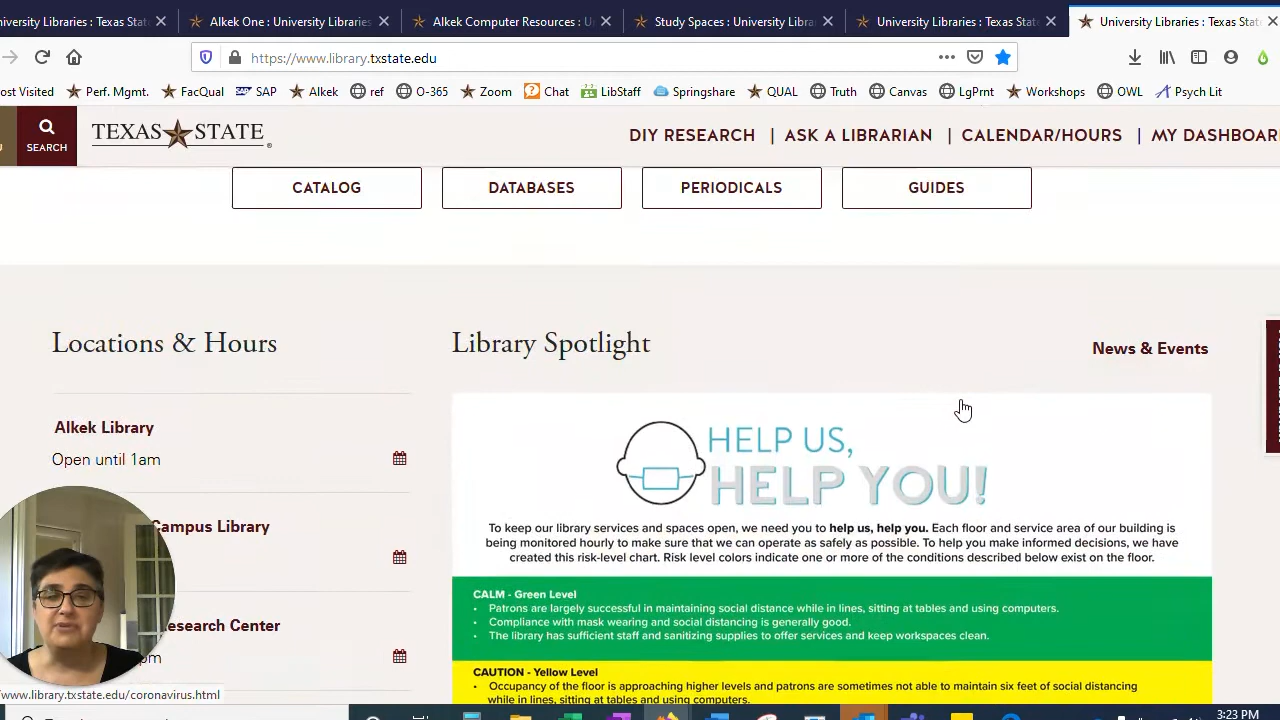 University Libraries : Texas Stat
Alkek One : University Libraries
Alkek Computer Resources : Un
Study Spaces : University Librar
University Libraries : Texas State
University Libraries : Texas Stat
https://www.library.txstate.edu
ost Visited Perf. Mgmt. FacQual SAP Alkek ref O-365 Zoom Chat LibStaff Springshare QUAL Truth Canvas LgPrnt Workshops OWL Psych Lit
SEARCH
TEXAS STATE
DIY RESEARCH | ASK A LIBRARIAN | CALENDAR/HOURS | MY DASHBOAR
CATALOG DATABASES PERIODICALS GUIDES
Locations & Hours
Library Spotlight
News & Events
Alkek Library
Open until 1am
Campus Library
esearch Center
pm
HELP US,
HELP YOU!
To keep our library services and spaces open, we need you to help us, help you. Each floor and service area of our building is
being monitored hourly to make sure that we can operate as safely as possible. To help you make informed decisions, we have
created this risk-level chart. Risk level colors indicate one or more of the conditions described below exist on the floor.
CALM - Green Level
• Patrons are largely successful in maintaining social distance while in lines, sitting at tables and using computers.
• Compliance with mask wearing and social distancing is generally good.
• The library has sufficient staff and sanitizing supplies to offer services and keep workspaces clean.
CAUTION - Yellow Level
• Occupancy of the floor is approaching higher levels and patrons are sometimes not able to maintain six feet of social distancing
while in lines, sitting at tables and using computers.
www.library.txstate.edu/coronavirus.html
3:23 PM